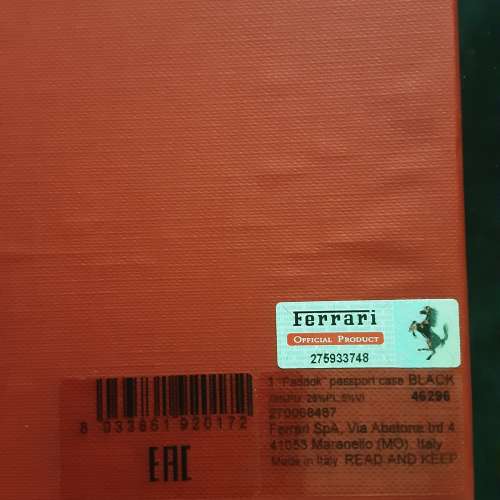 Ferrari
OFFICIAL PRODUCT
275933748
1 "Paddok" passport case BLACK
46296
270068487
Ferrari SpA, Via Abetone Inf 4
41053 Maranello (MO), Italy
Made in Italy READ AND KEEP
8 033661 920172
EAC